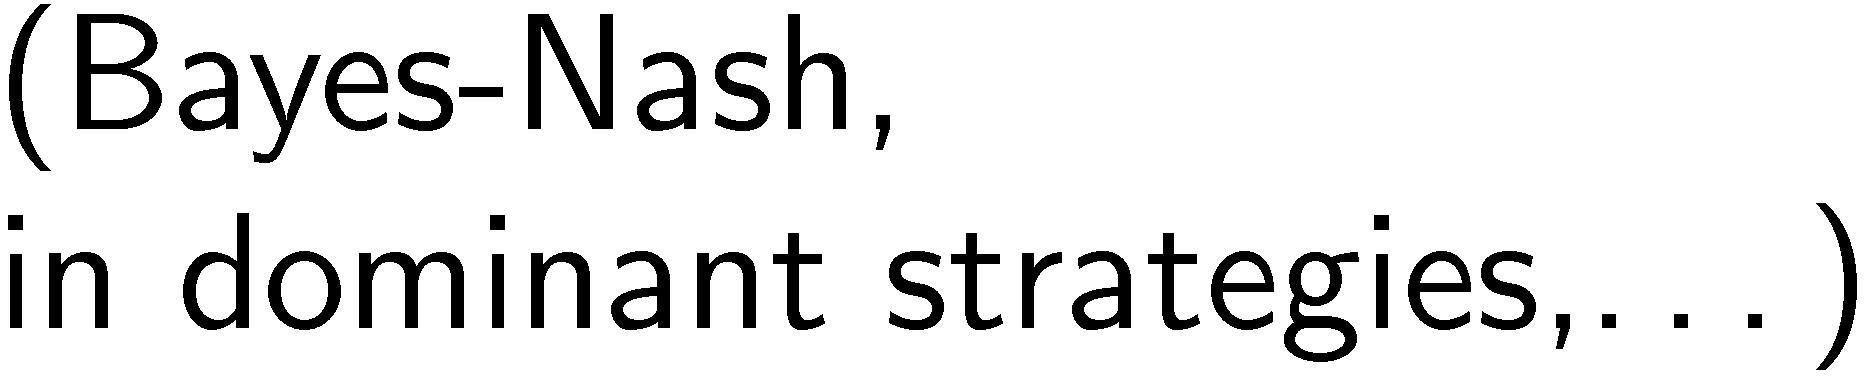 (Bayes-Nash,
in dominant strategies,. . . )